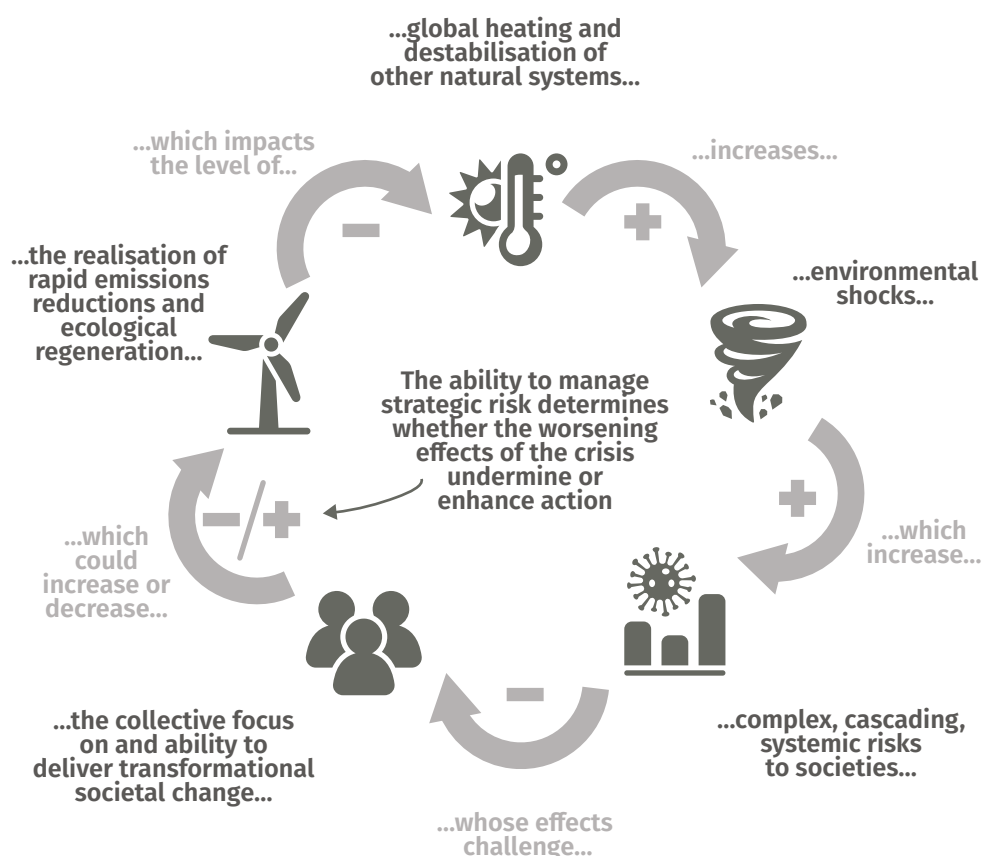 ...global heating and
destabilisation of
other natural systems...
...increases...
...environmental
shocks...
...which
increase...
...complex, cascading,
systemic risks
to societies...
...whose effects
challenge...
...the collective focus
on and ability to
deliver transformational
societal change...
...which
could
increase or
decrease...
...the realisation of
rapid emissions
reductions and
ecological
regeneration...
...which impacts
the level of...
The ability to manage
strategic risk determines
whether the worsening
effects of the crisis
undermine or
enhance action
+
+
−
−/+
−